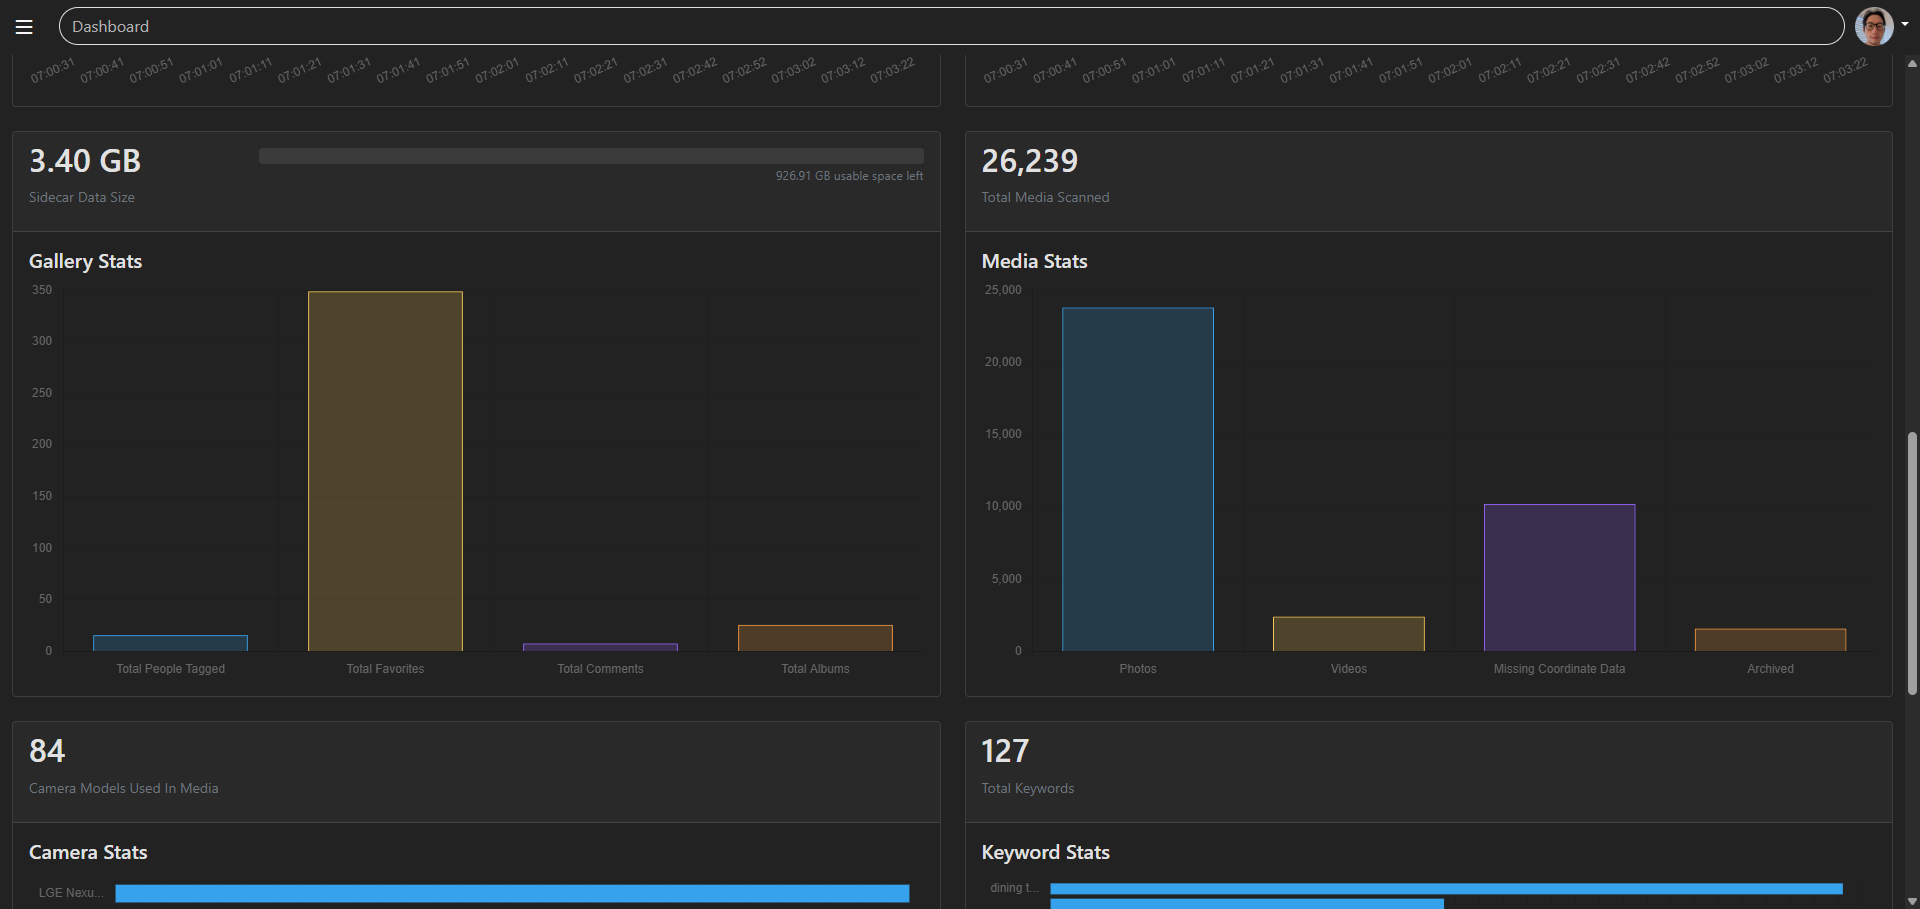 Dashboard
07:00:31 07:00:41 07:00:51 07:01:01 07:01:11 07:01:21 07:01:31 07:01:41 07:01:51 07:02:01 07:02:11 07:02:21 07:02:31 07:02:42 07:02:52 07:03:02 07:03:12 07:03:22
07:00:31 07:00:41 07:00:51 07:01:01 07:01:11 07:01:21 07:01:31 07:01:41 07:01:51 07:02:01 07:02:11 07:02:21 07:02:31 07:02:42 07:02:52 07:03:02 07:03:12 07:03:22
3.40 GB
926.91 GB usable space left
Sidecar Data Size
Gallery Stats
350
300
250
200
150
100
50
0
Total People Tagged Total Favorites Total Comments Total Albums
26,239
Total Media Scanned
Media Stats
25,000
20,000
15,000
10,000
5,000
0
Photos Videos Missing Coordinate Data Archived
84
Camera Models Used In Media
Camera Stats
LGE Nexu...
127
Total Keywords
Keyword Stats
dining t...